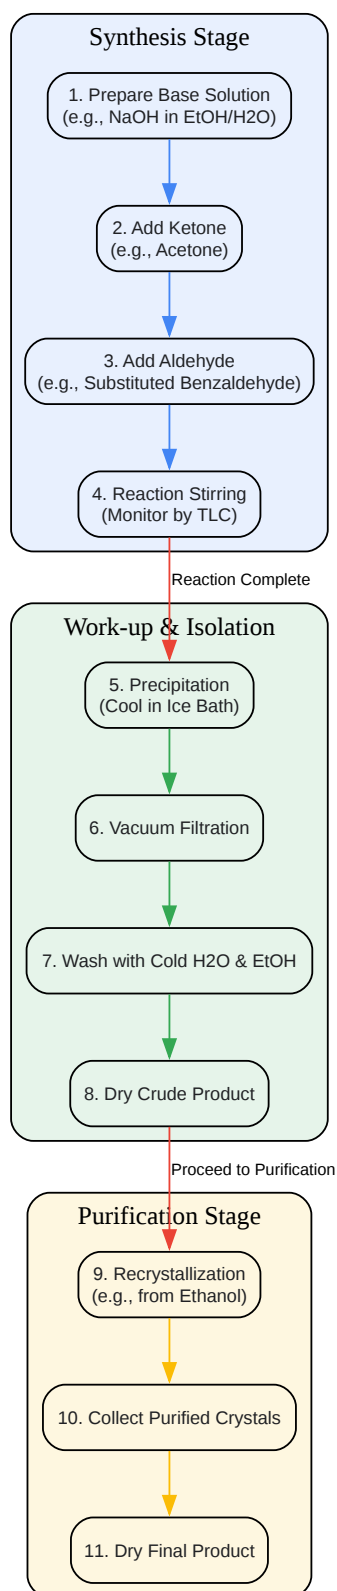 Synthesis Stage
1. Prepare Base Solution
(e.g., NaOH in EtOH/H2O)
2. Add Ketone
(e.g., Acetone)
3. Add Aldehyde
(e.g., Substituted Benzaldehyde)
4. Reaction Stirring
(Monitor by TLC)
Reaction Complete
Work-up & Isolation
5. Precipitation
(Cool in Ice Bath)
6. Vacuum Filtration
7. Wash with Cold H2O & EtOH
8. Dry Crude Product
Proceed to Purification
Purification Stage
9. Recrystallization
(e.g., from Ethanol)
10. Collect Purified Crystals
11. Dry Final Product